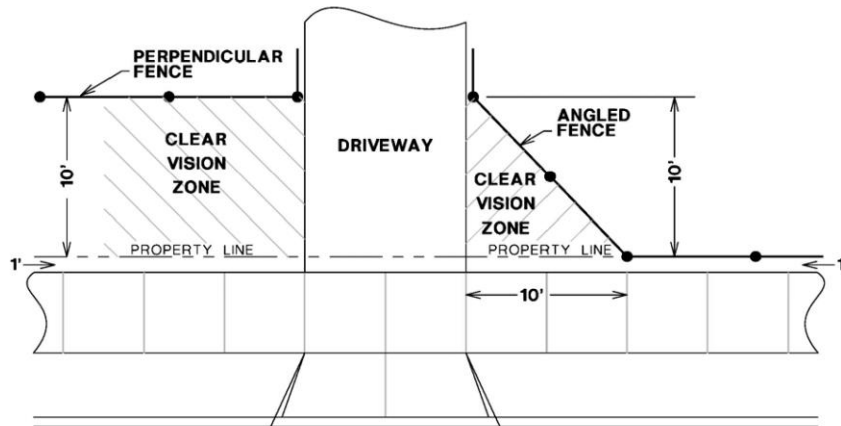 PERPENDICULAR
FENCE
CLEAR
VISION
ZONE
10'
PROPERTY LINE
1'
DRIVEWAY
ANGLED
FENCE
CLEAR
VISION
ZONE
10'
PROPERTY LINE
10'